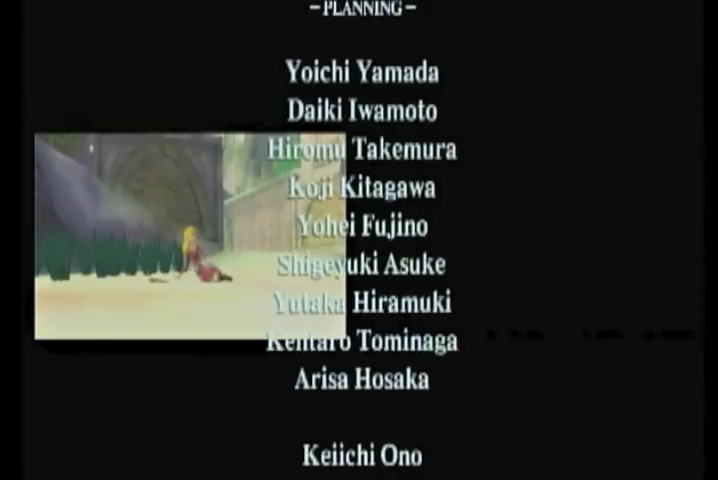 -PLANNING-
Yoichi Yamada
Daiki Iwamoto
Hiromu Takemura
Koji Kitagawa
Yohei Fujino
Shigeyuki Asuke
Yutaka Hiramuki
Kentaro Tominaga
Arisa Hosaka
Keiichi Ono